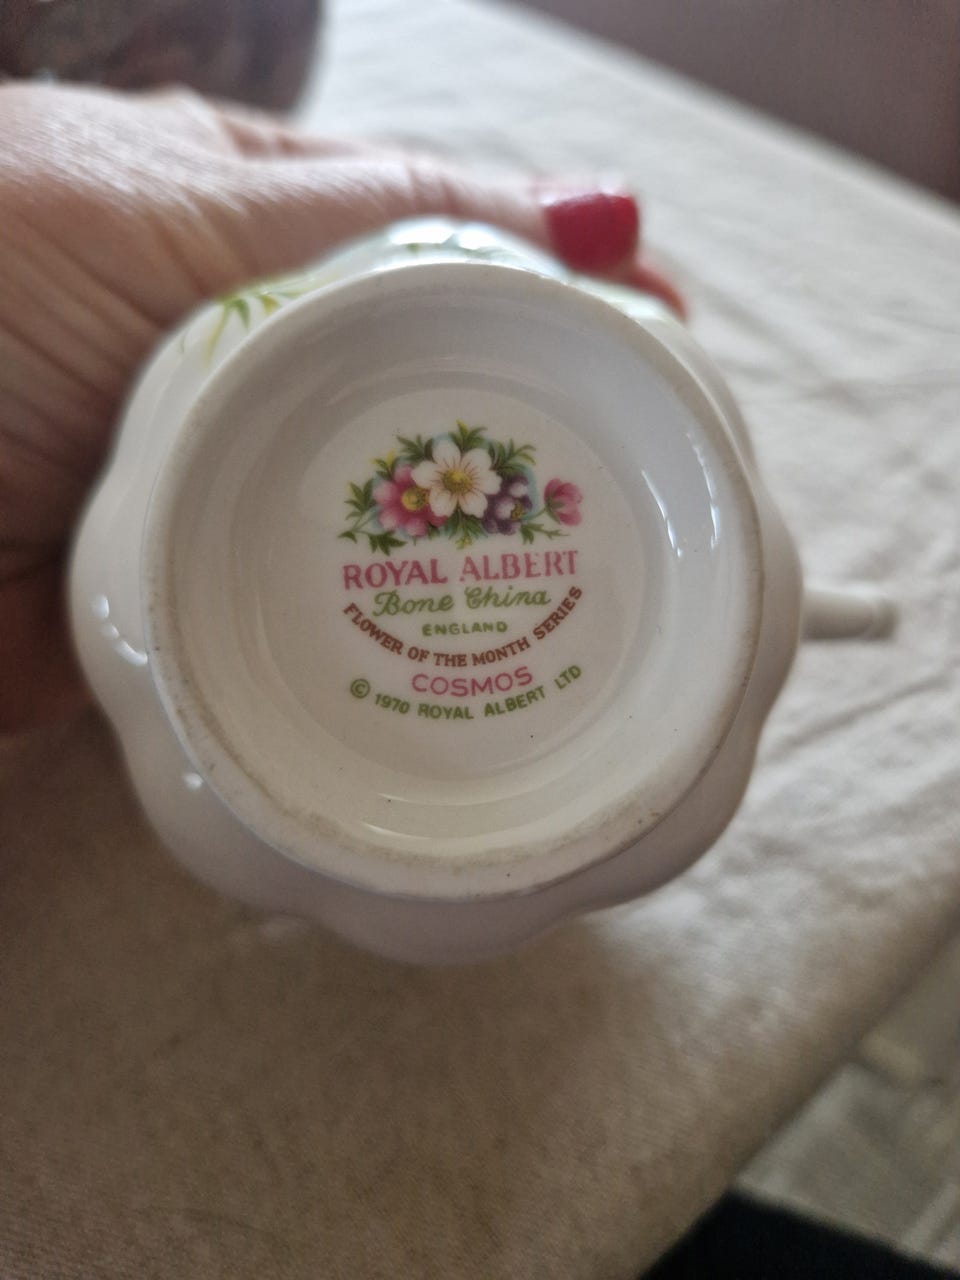 ROYAL ALBERT
Bone China
ENGLAND
FLOWER OF THE MONTH SERIES
COSMOS
© 1970 ROYAL ALBERT LTD